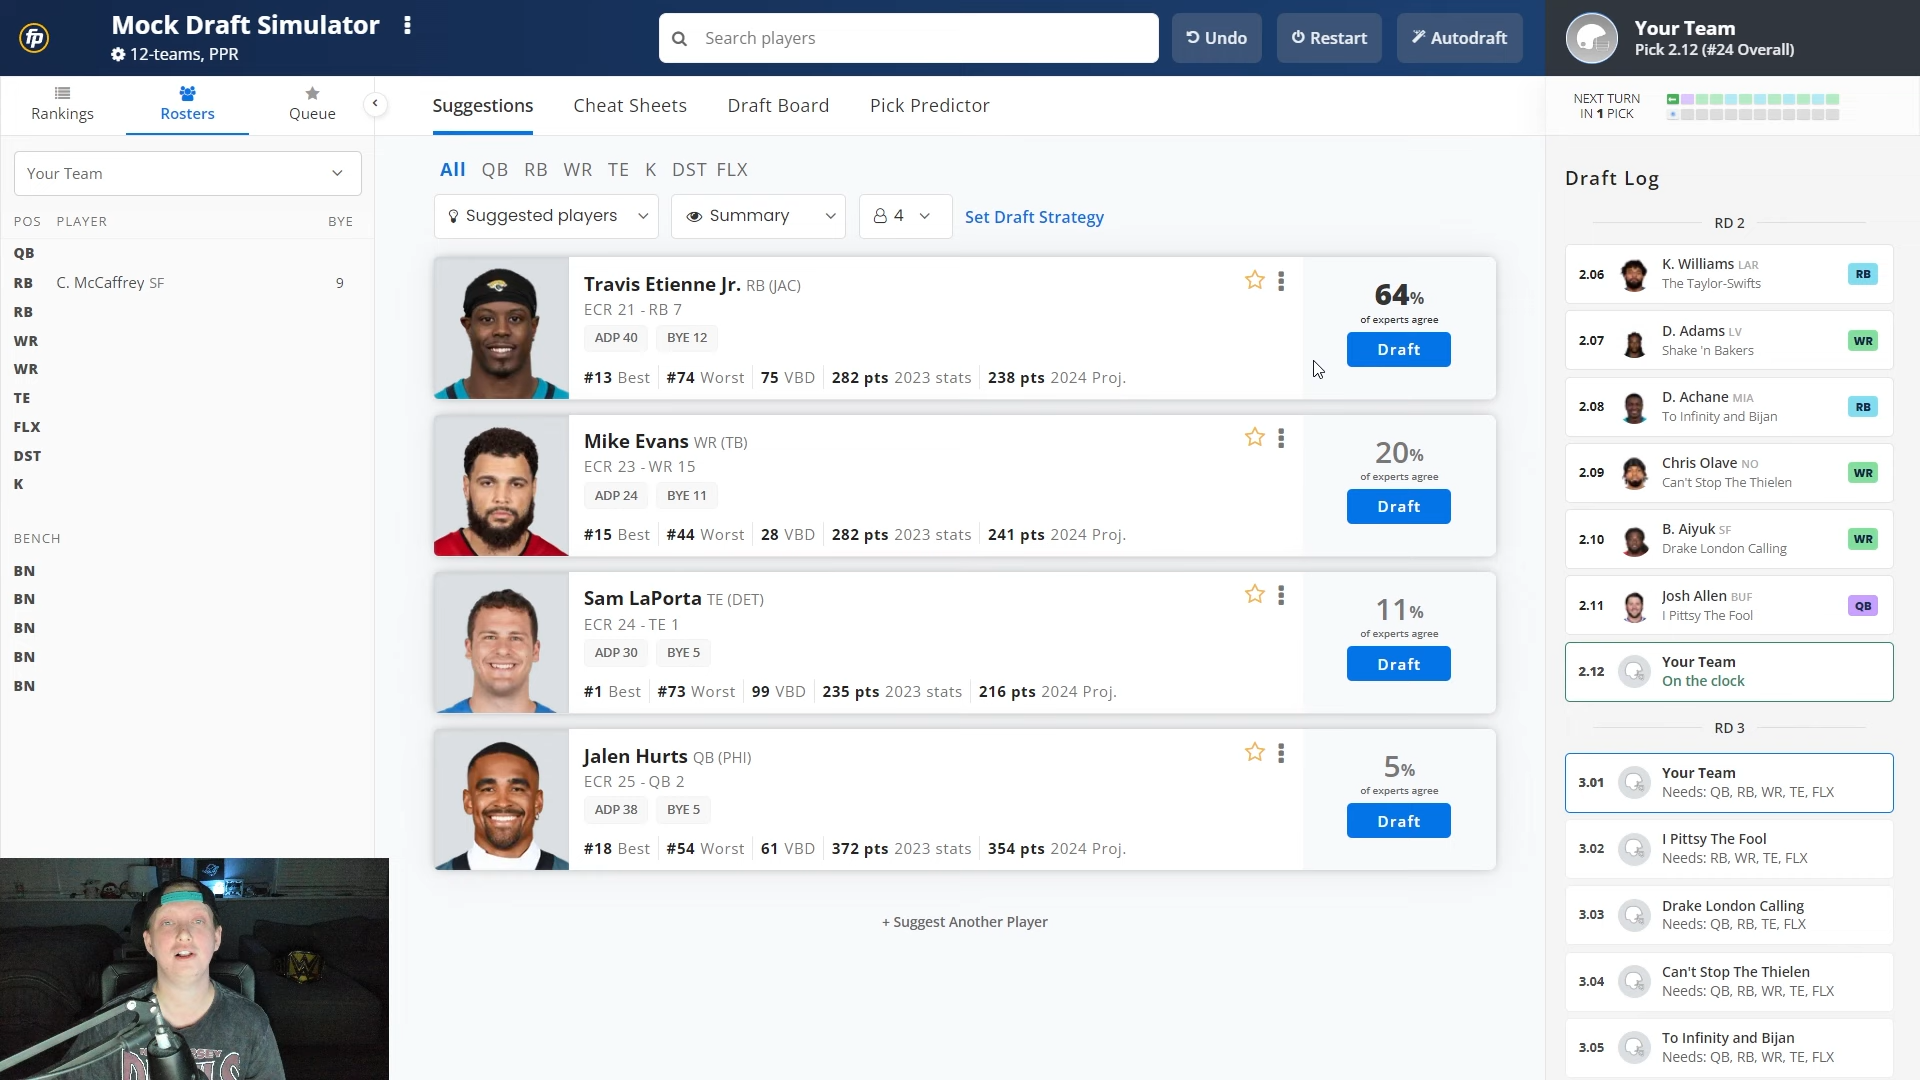 fp
Mock Draft Simulator
12-teams, PPR
Search players
Undo
Restart
Autodraft
Your Team
Pick 2.12 (#24 Overall)
Rankings
Rosters
Queue
Suggestions
Cheat Sheets
Draft Board
Pick Predictor
NEXT TURN
IN 1 PICK
Your Team
POS PLAYER BYE
QB
RB C. McCaffrey SF 9
RB
WR
WR
TE
FLX
DST
K
BENCH
BN
BN
BN
BN
BN
All QB RB WR TE K DST FLX
Suggested players
Summary
4
Set Draft Strategy
Travis Etienne Jr. RB (JAC)
ECR 21 - RB 7
ADP 40 BYE 12
#13 Best #74 Worst 75 VBD 282 pts 2023 stats 238 pts 2024 Proj.
64%
of experts agree
Draft
Mike Evans WR (TB)
ECR 23 - WR 15
ADP 24 BYE 11
#15 Best #44 Worst 28 VBD 282 pts 2023 stats 241 pts 2024 Proj.
20%
of experts agree
Draft
Sam LaPorta TE (DET)
ECR 24 - TE 1
ADP 30 BYE 5
#1 Best #73 Worst 99 VBD 235 pts 2023 stats 216 pts 2024 Proj.
11%
of experts agree
Draft
Jalen Hurts QB (PHI)
ECR 25 - QB 2
ADP 38 BYE 5
#18 Best #54 Worst 61 VBD 372 pts 2023 stats 354 pts 2024 Proj.
5%
of experts agree
Draft
+ Suggest Another Player
Draft Log
RD 2
2.06 K. Williams LAR RB
The Taylor-Swifts
2.07 D. Adams LV WR
Shake 'n Bakers
2.08 D. Achane MIA RB
To Infinity and Bijan
2.09 Chris Olave NO WR
Can't Stop The Thielen
2.10 B. Aiyuk SF WR
Drake London Calling
2.11 Josh Allen BUF QB
I Pittsy The Fool
2.12 Your Team
On the clock
RD 3
3.01 Your Team
Needs: QB, RB, WR, TE, FLX
3.02 I Pittsy The Fool
Needs: RB, WR, TE, FLX
3.03 Drake London Calling
Needs: QB, RB, TE, FLX
3.04 Can't Stop The Thielen
Needs: QB, RB, WR, TE, FLX
3.05 To Infinity and Bijan
Needs: QB, RB, WR, TE, FLX